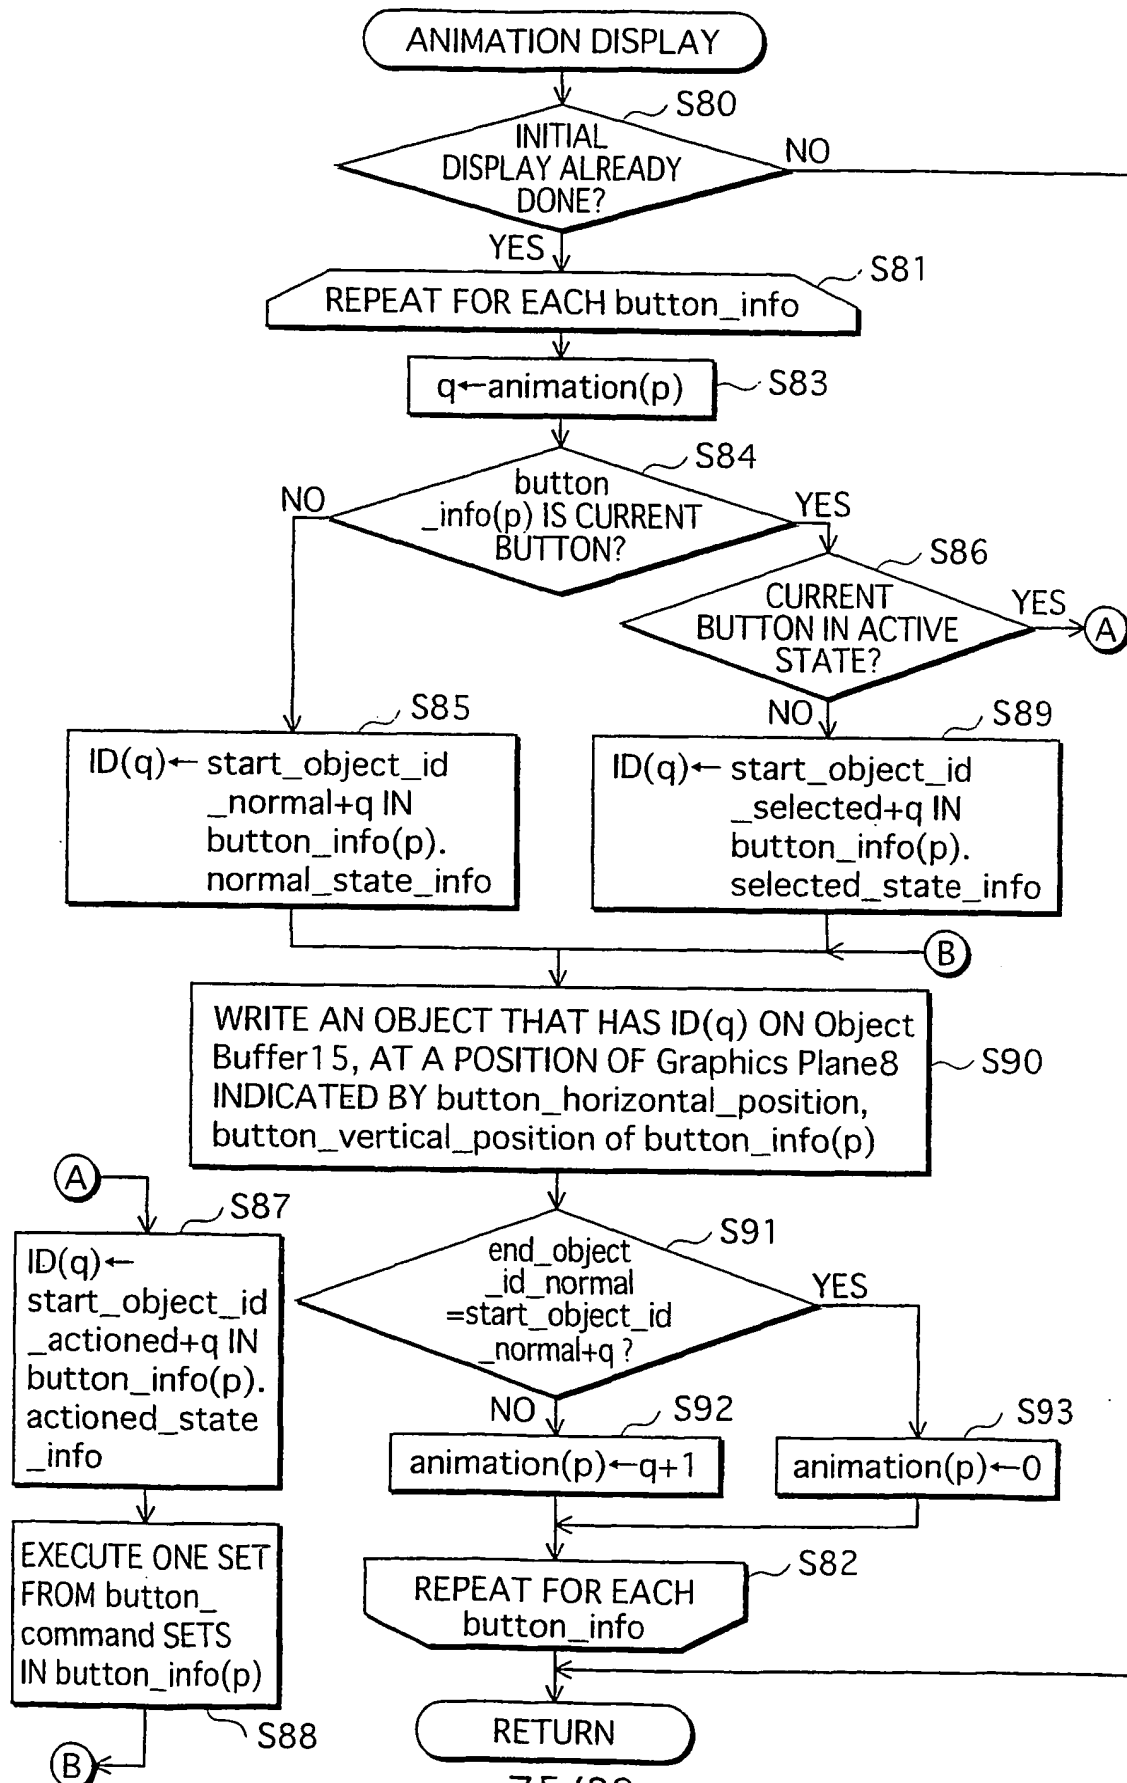 ANIMATION DISPLAY
S80
INITIAL
DISPLAY ALREADY
DONE?
NO
YES
S81
REPEAT FOR EACH button_info
q←animation(p)
S83
S84
button
_info(p) IS CURRENT
BUTTON?
NO
YES
S86
CURRENT
BUTTON IN ACTIVE
STATE?
YES
A
NO
S85
ID(q)← start_object_id
_normal+q IN
button_info(p).
normal_state_info
S89
ID(q)← start_object_id
_selected+q IN
button_info(p).
selected_state_info
B
WRITE AN OBJECT THAT HAS ID(q) ON Object
Buffer15, AT A POSITION OF Graphics Plane8
INDICATED BY button_horizontal_position,
button_vertical_position of button_info(p)
S90
A
S87
ID(q)←
start_object_id
_actioned+q IN
button_info(p).
actioned_state
_info
S91
end_object
_id_normal
=start_object_id
_normal+q ?
YES
NO
S92
animation(p)←q+1
S93
animation(p)←0
EXECUTE ONE SET
FROM button_
command SETS
IN button_info(p)
S88
B
S82
REPEAT FOR EACH
button_info
RETURN